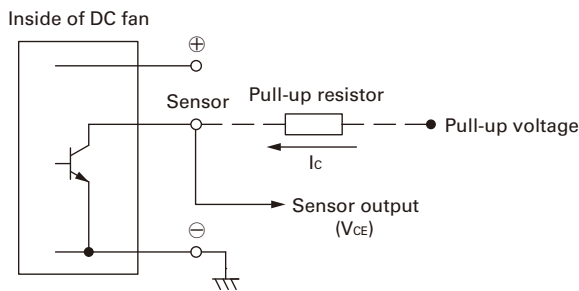 Inside of DC fan
⊕
Sensor
Pull-up resistor
Pull-up voltage
Ic
Sensor output
(VCE)
⊖